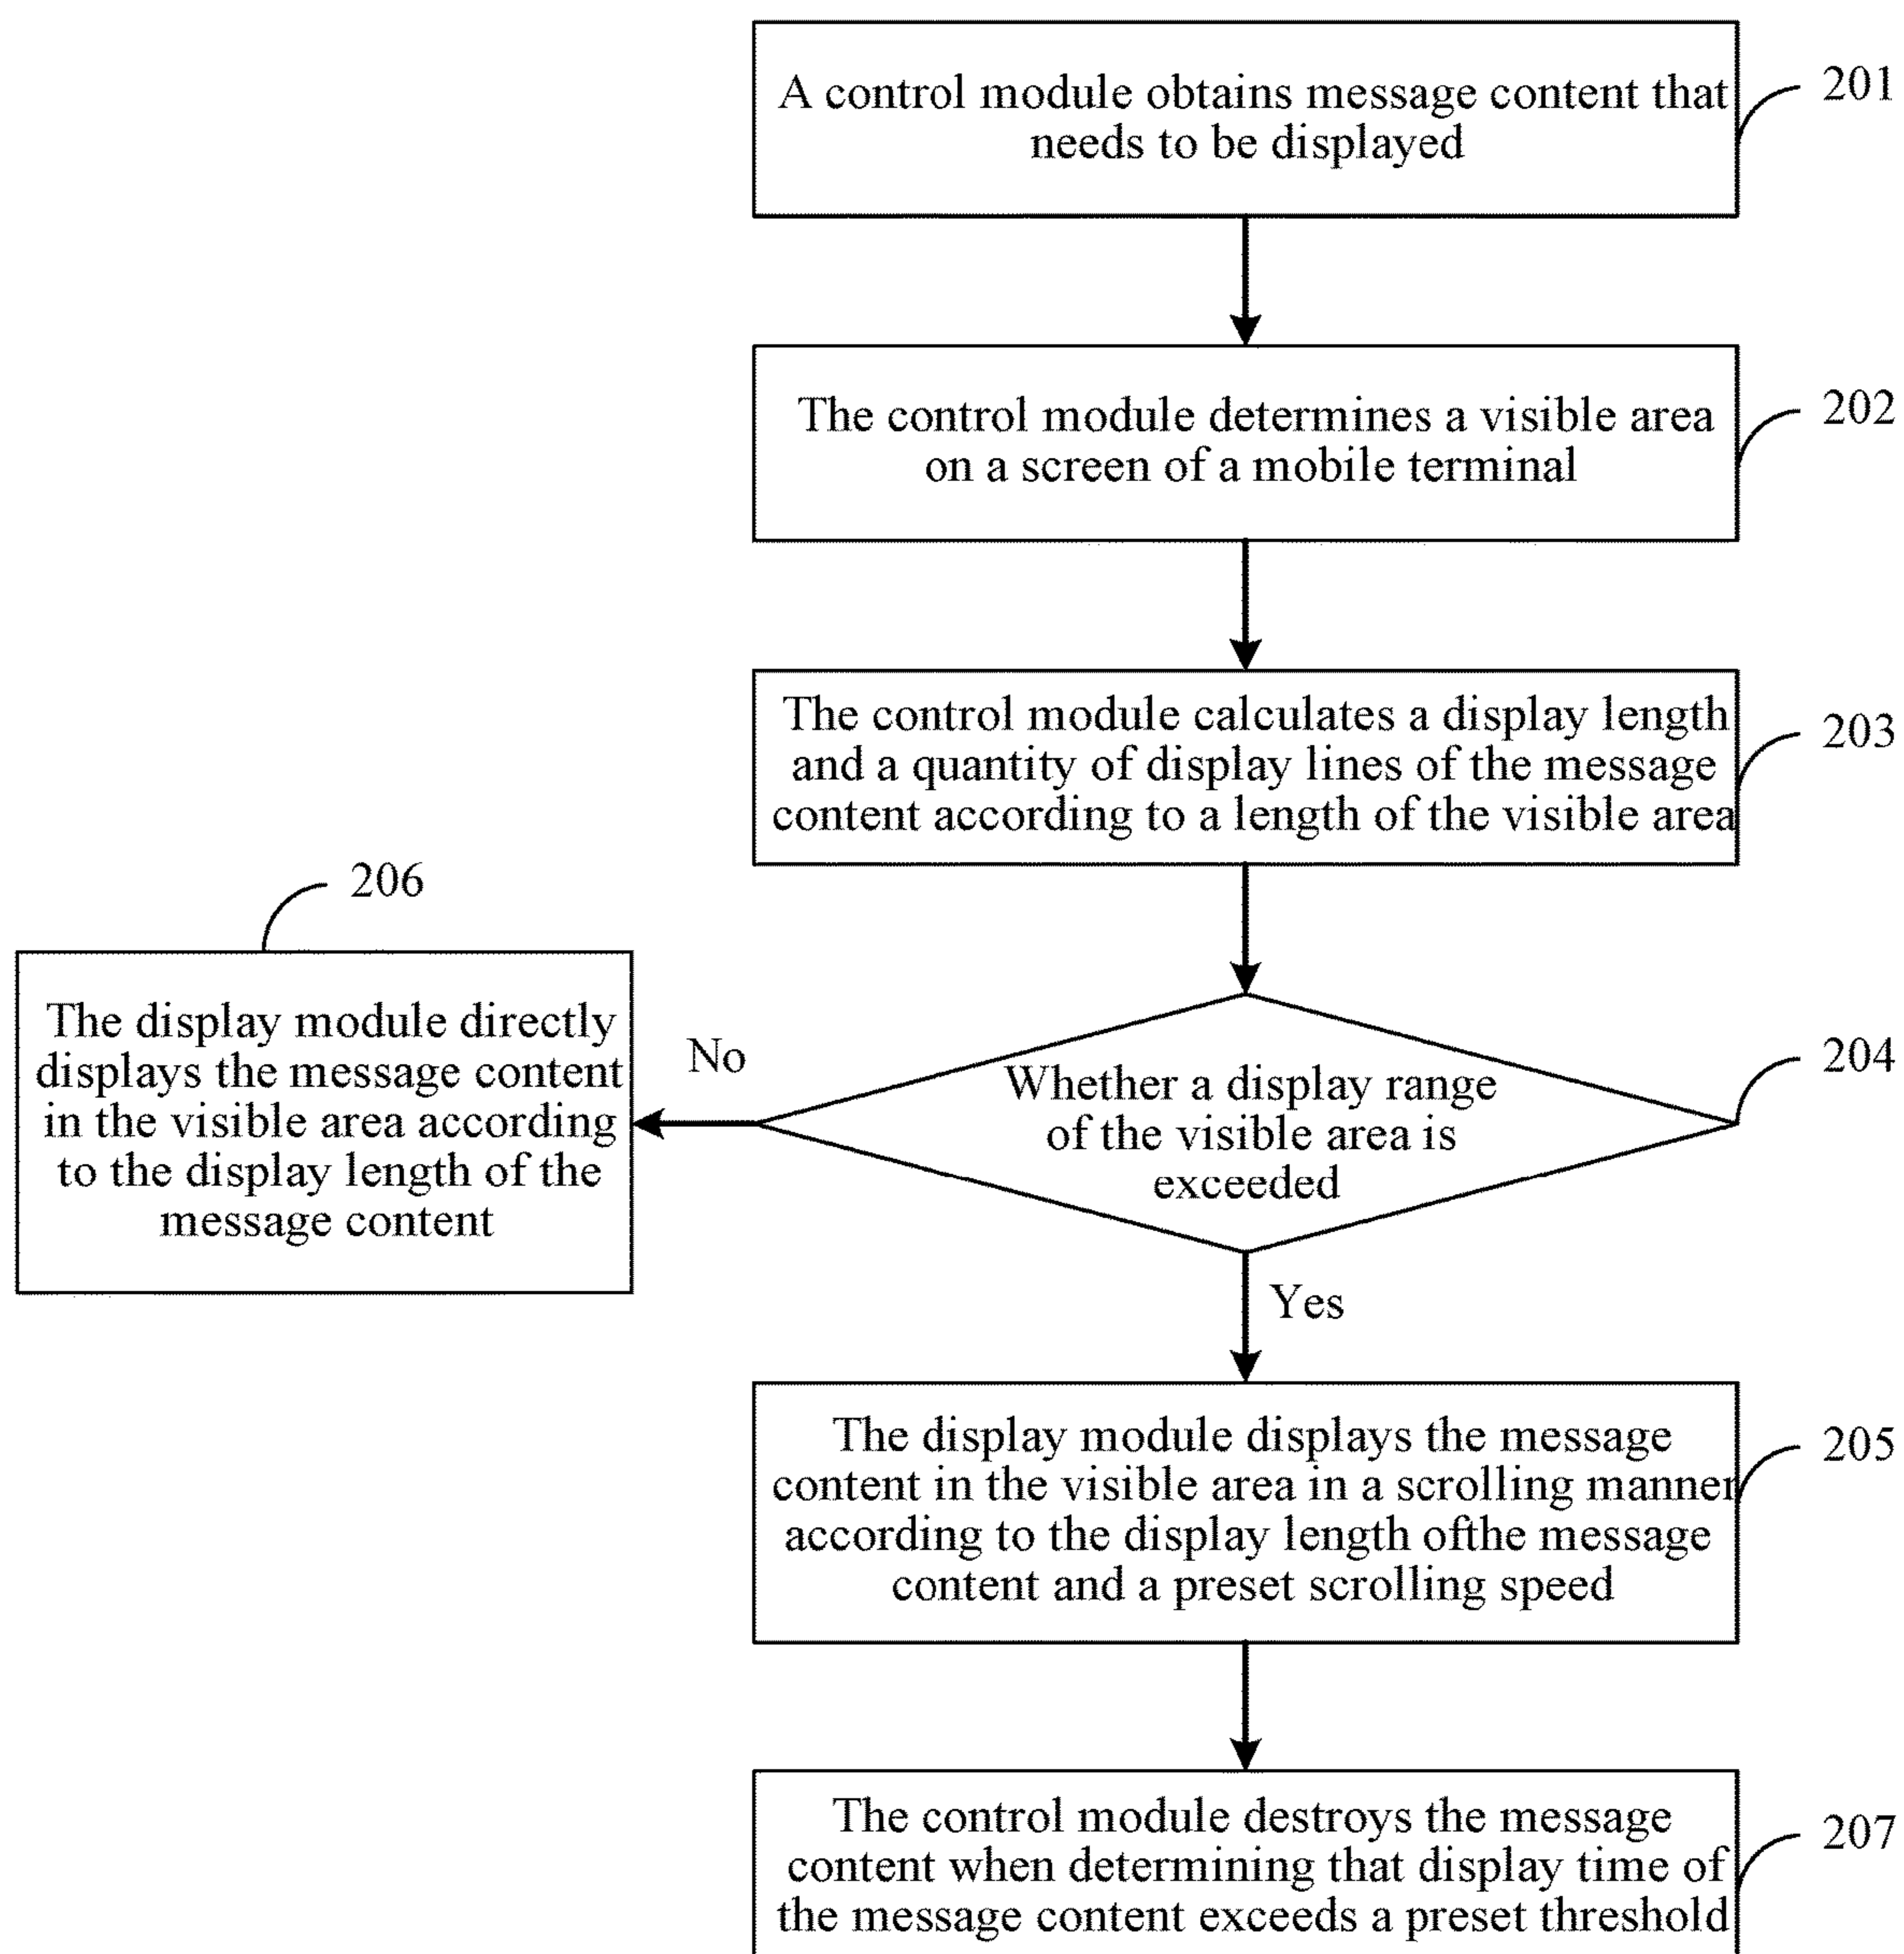 A control module obtains message content that
needs to be displayed
201
The control module determines a visible area
on a screen of a mobile terminal
202
The control module calculates a display length
and a quantity of display lines of the message
content according to a length of the visible area
203
206
The display module directly
displays the message content
in the visible area according
to the display length of the
message content
No
Whether a display range
of the visible area is
exceeded
204
Yes
The display module displays the message
content in the visible area in a scrolling manner
according to the display length ofthe message
content and a preset scrolling speed
205
The control module destroys the message
content when determining that display time of
the message content exceeds a preset threshold
207